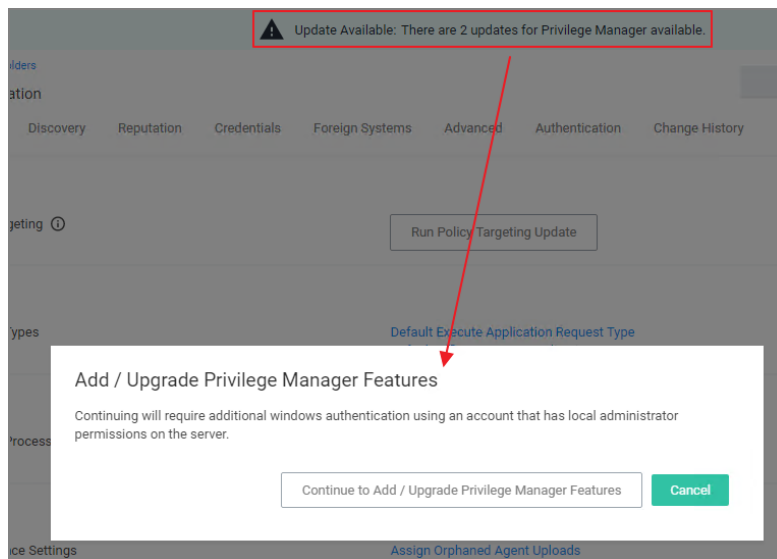 Update Available: There are 2 updates for Privilege Manager available.
lders
ation
Discovery Reputation Credentials Foreign Systems Advanced Authentication Change History
geting
Run Policy Targeting Update
ypes
Default Execute Application Request Type
Add / Upgrade Privilege Manager Features
Continuing will require additional windows authentication using an account that has local administrator
permissions on the server.
Process
Continue to Add / Upgrade Privilege Manager Features Cancel
ce Settings
Assign Orphaned Agent Uploads